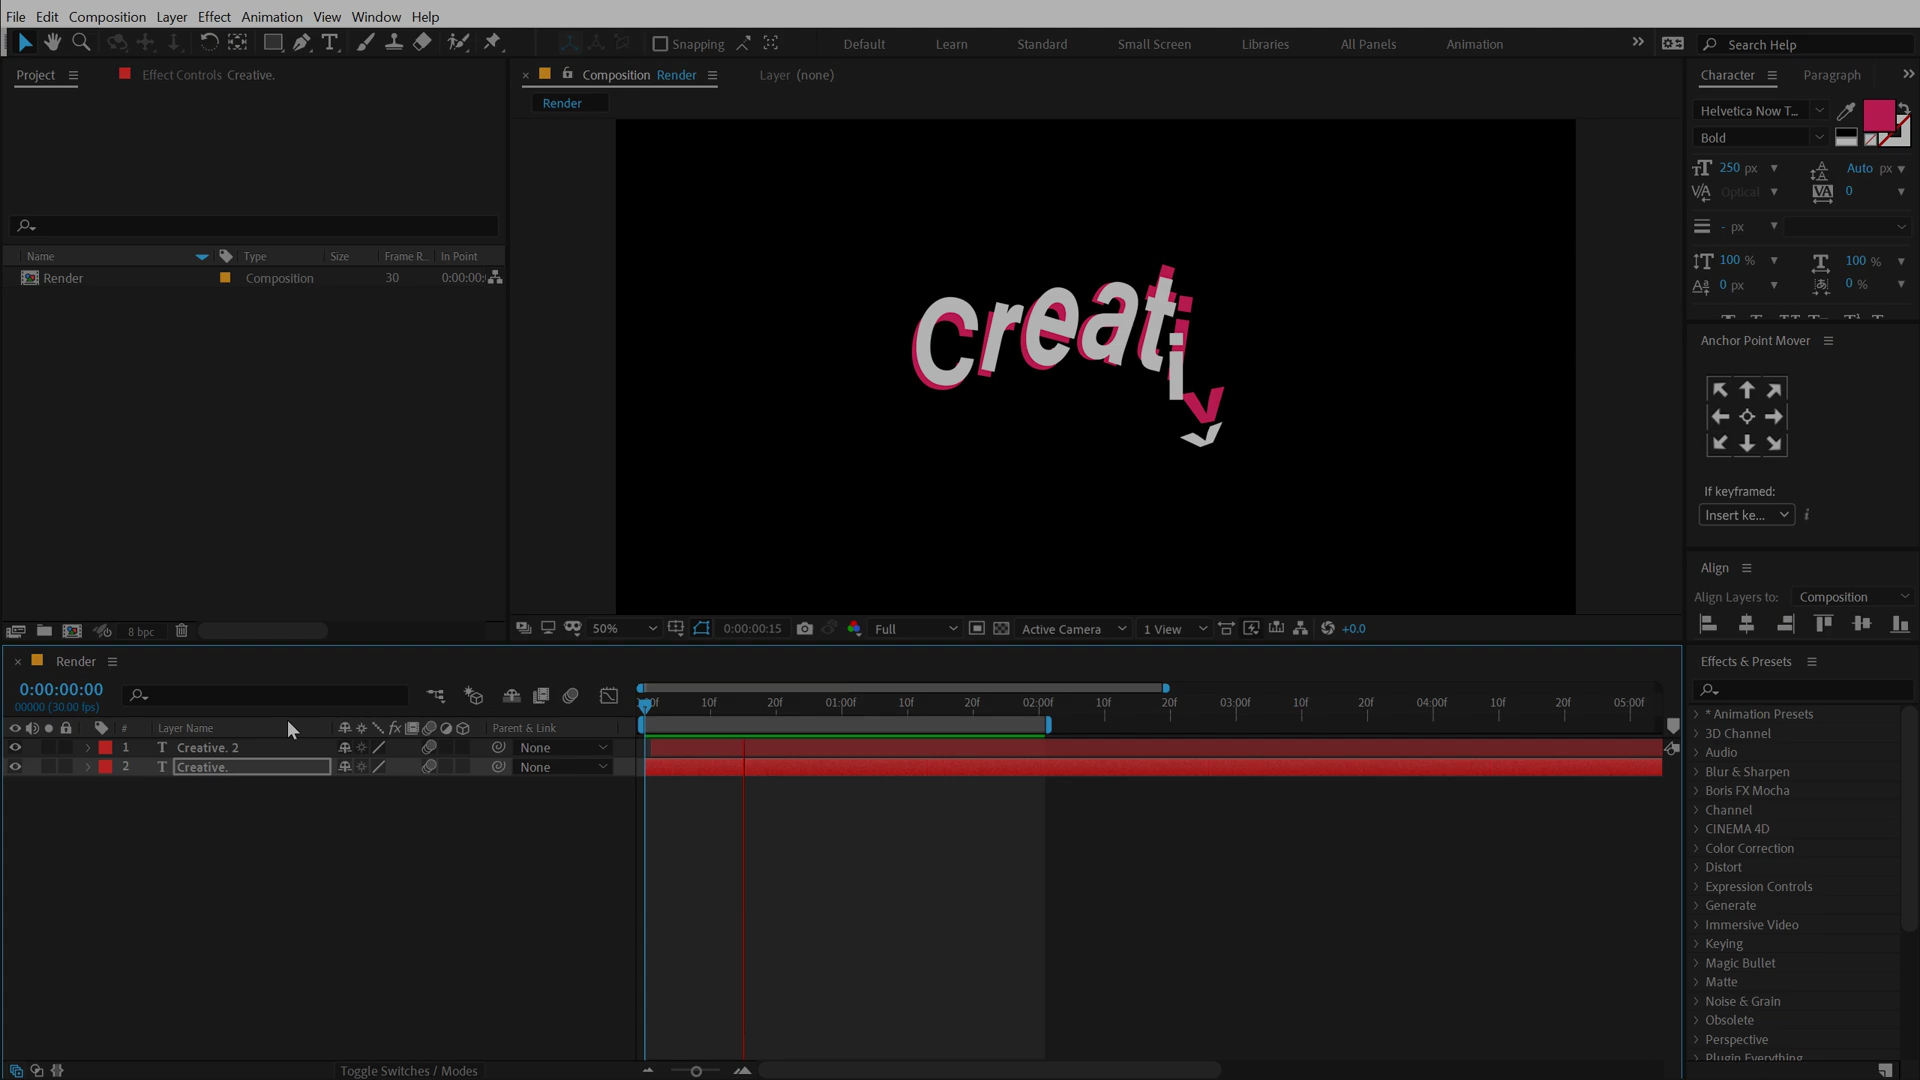 File Edit Composition Layer Effect Animation View Window Help
Snapping Default Learn Standard Small Screen Libraries All Panels Animation Search Help
Project Effect Controls Creative. Composition Render Layer (none) Character Paragraph
Render
Helvetica Now T...
Bold
250 px Auto px
Optical 0
- px
100 % 100 %
0 px 0 %
Name Type Size Frame R... In Point
Render Composition 30 0:00:00:
Creativ
Anchor Point Mover
If keyframed:
Insert ke...
Align
Align Layers to: Composition
8 bpc 50% 0:00:00:15 Full Active Camera 1 View +0.0
Render
0:00:00:00
00000 (30.00 fps)
10f 20f 01:00f 10f 20f 02:00f 10f 20f 03:00f 10f 20f 04:00f 10f 20f 05:00f
# Layer Name Parent & Link
1 T Creative. 2 None
2 T Creative. None
Effects & Presets
* Animation Presets
3D Channel
Audio
Blur & Sharpen
Boris FX Mocha
Channel
CINEMA 4D
Color Correction
Distort
Expression Controls
Generate
Immersive Video
Keying
Magic Bullet
Matte
Noise & Grain
Obsolete
Perspective
Plugin Everything
Toggle Switches / Modes